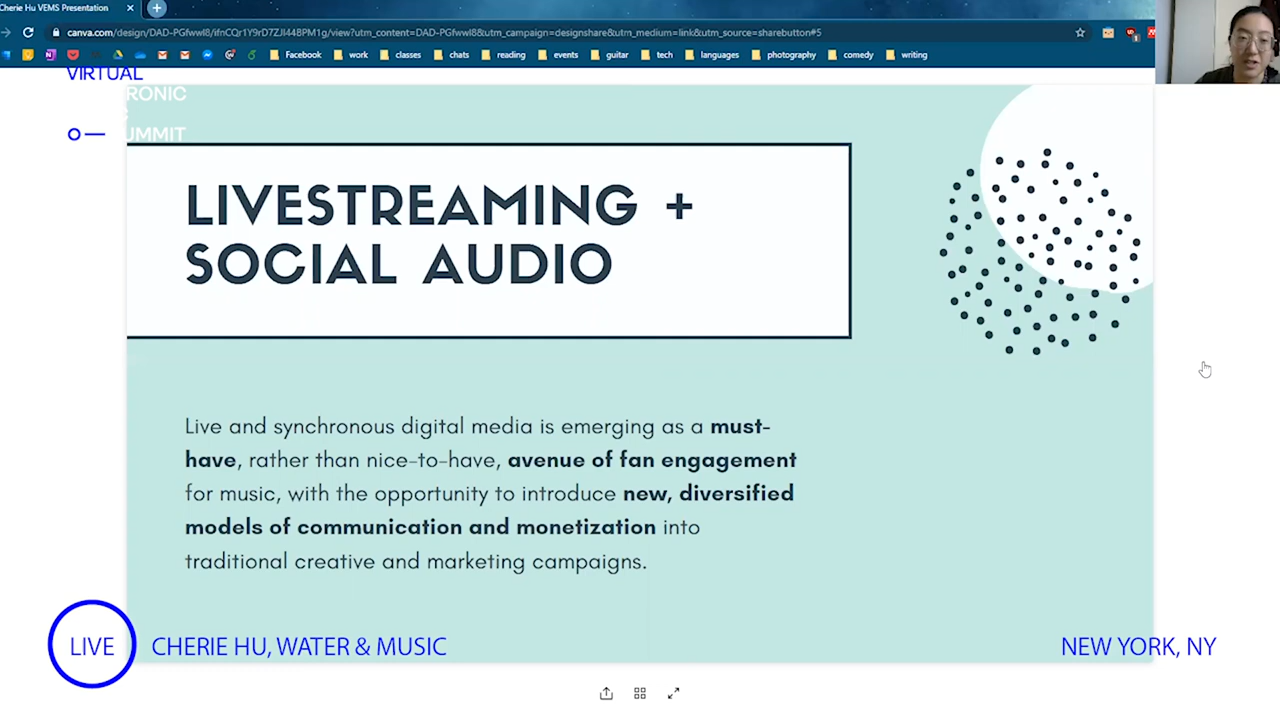 Cherie Hu VEMS Presentation
canva.com/design/DAD-PGfwwl8/ifnCQr1Y9rD7ZJI44BPM1g/view?utm_content=DAD-PGfwwl8&utm_campaign=designshare&utm_medium=link&utm_source=sharebutton#5
Facebook work classes chats reading events guitar tech languages photography comedy writing
VIRTUAL
RONIC
SUMMIT
LIVESTREAMING +
SOCIAL AUDIO
Live and synchronous digital media is emerging as a must-
have, rather than nice-to-have, avenue of fan engagement
for music, with the opportunity to introduce new, diversified
models of communication and monetization into
traditional creative and marketing campaigns.
LIVE CHERIE HU, WATER & MUSIC NEW YORK, NY